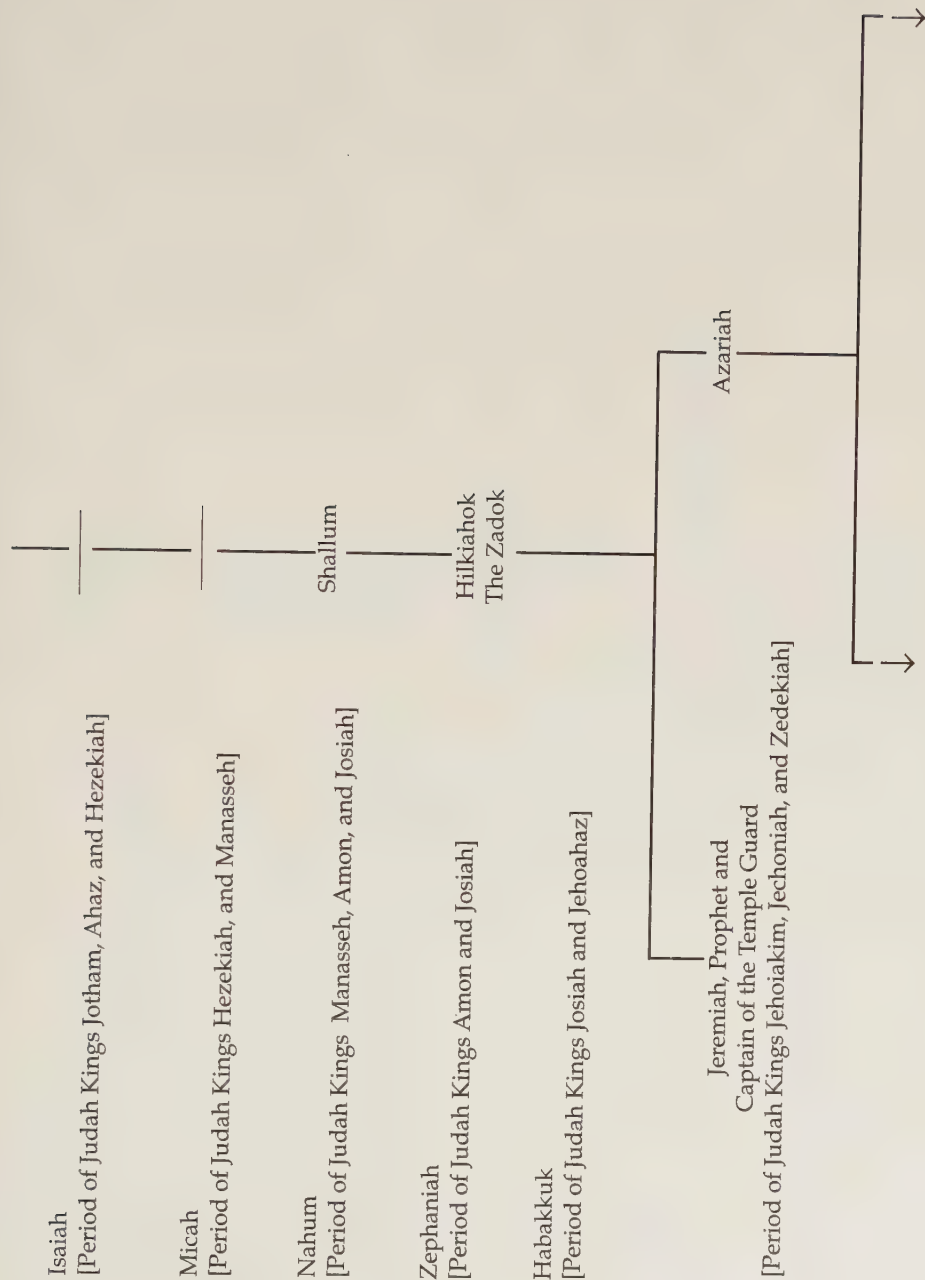 Isaiah
[Period of Judah Kings Jotham, Ahaz, and Hezekiah]
Micah
[Period of Judah Kings Hezekiah, and Manasseh]
Nahum
[Period of Judah Kings Manasseh, Amon, and Josiah]
Shallum
Zephaniah
[Period of Judah Kings Amon and Josiah]
Hilkiahok
The Zadok
Habakkuk
[Period of Judah Kings Josiah and Jehoahaz]
Jeremiah, Prophet and
Captain of the Temple Guard
[Period of Judah Kings Jehoiakim, Jechoniah, and Zedekiah]
Azariah